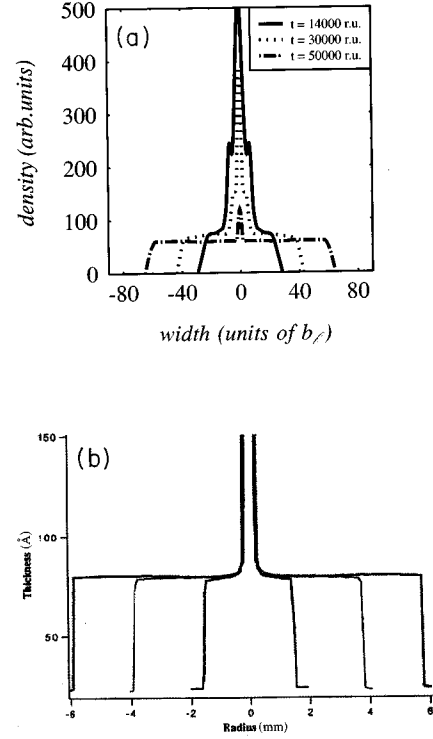 (a)
t = 14000 r.u.
t = 30000 r.u.
t = 50000 r.u.
500
400
300
200
100
0
density (arb.units)
-80 -40 0 40 80
width (units of bℓ)
(b)
150
100
50
Thickness (Å)
-6 -4 -2 0 2 4 6
Radius (mm)